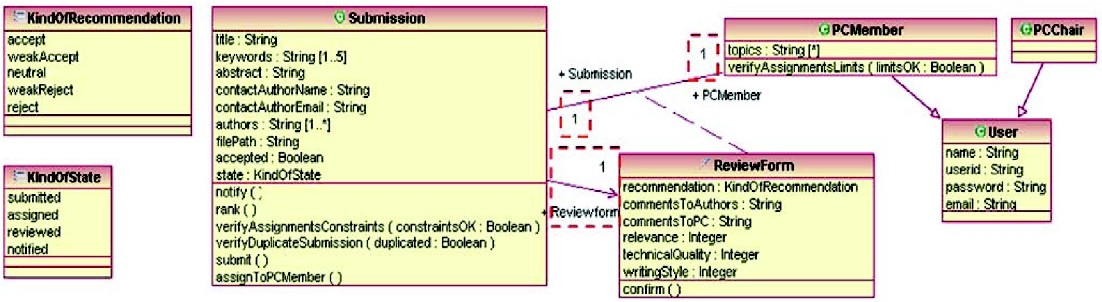 KindOfRecommendation
accept
weakAccept
neutral
weakReject
reject
KindOfState
submitted
assigned
reviewed
notified
Submission
title : String
keywords : String [1..5]
abstract : String
contactAuthorName : String
contactAuthorEmail : String
authors : String [1..*]
filePath : String
accepted : Boolean
state : KindOfState
notify ( )
rank ( )
verifyAssignmentsConstraints ( constraintsOK : Boolean )
verifyDuplicateSubmission ( duplicated : Boolean )
submit ( )
assignToPCMember ( )
+ Submission
1
+ PCMember
1
1
+ Reviewform
PCMember
topics : String [*]
verifyAssignmentsLimits ( limitsOK : Boolean )
PCChair
User
name : String
userid : String
password : String
email : String
ReviewForm
recommendation : KindOfRecommendation
commentsToAuthors : String
commentsToPC : String
relevance : Integer
technicalQuality : Integer
writingStyle : Integer
confirm ( )